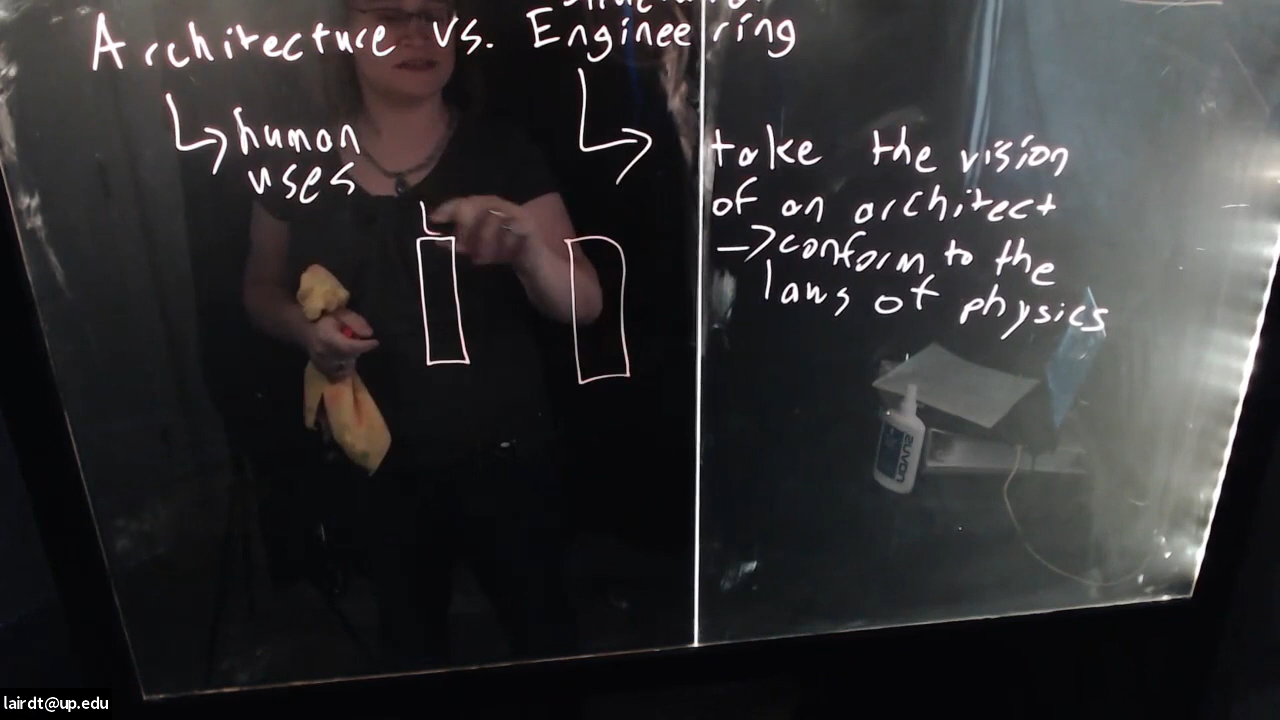 Architecture vs. Engineering
human
uses
take the vision
of an architect
→ conform to the
laws of physics
lairdt@up.edu